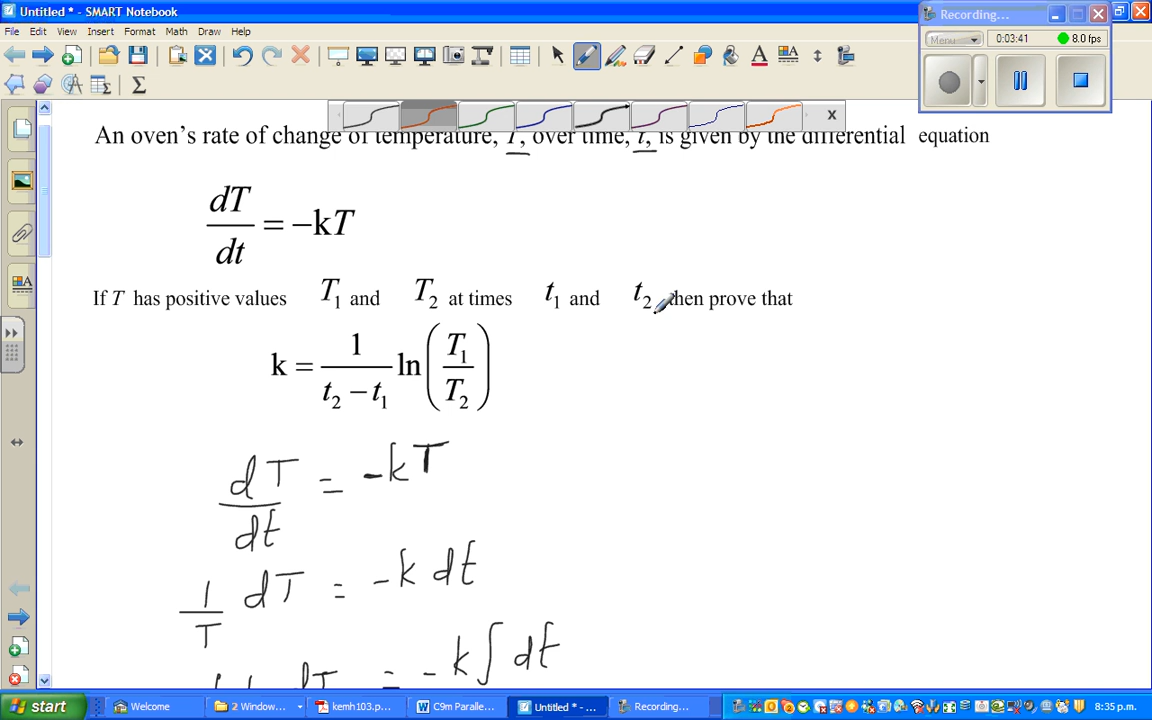 Untitled * - SMART Notebook
Recording...
File Edit View Insert Format Math Draw Help
Menu
0:03:41
8.0 fps
x
An oven's rate of change of temperature, T, over time, t, is given by the differential equation
dT/dt = −kT
If T has positive values T₁ and T₂ at times t₁ and t₂ then prove that
k = 1/(t₂ − t₁) ln(T₁/T₂)
dT/dt = -kT
1/T dT = -k dt
dT = -k∫dt
start
Welcome
2 Window...
kemh103.p...
C9m Paralle...
Untitled * - ...
Recording...
8:35 p.m.